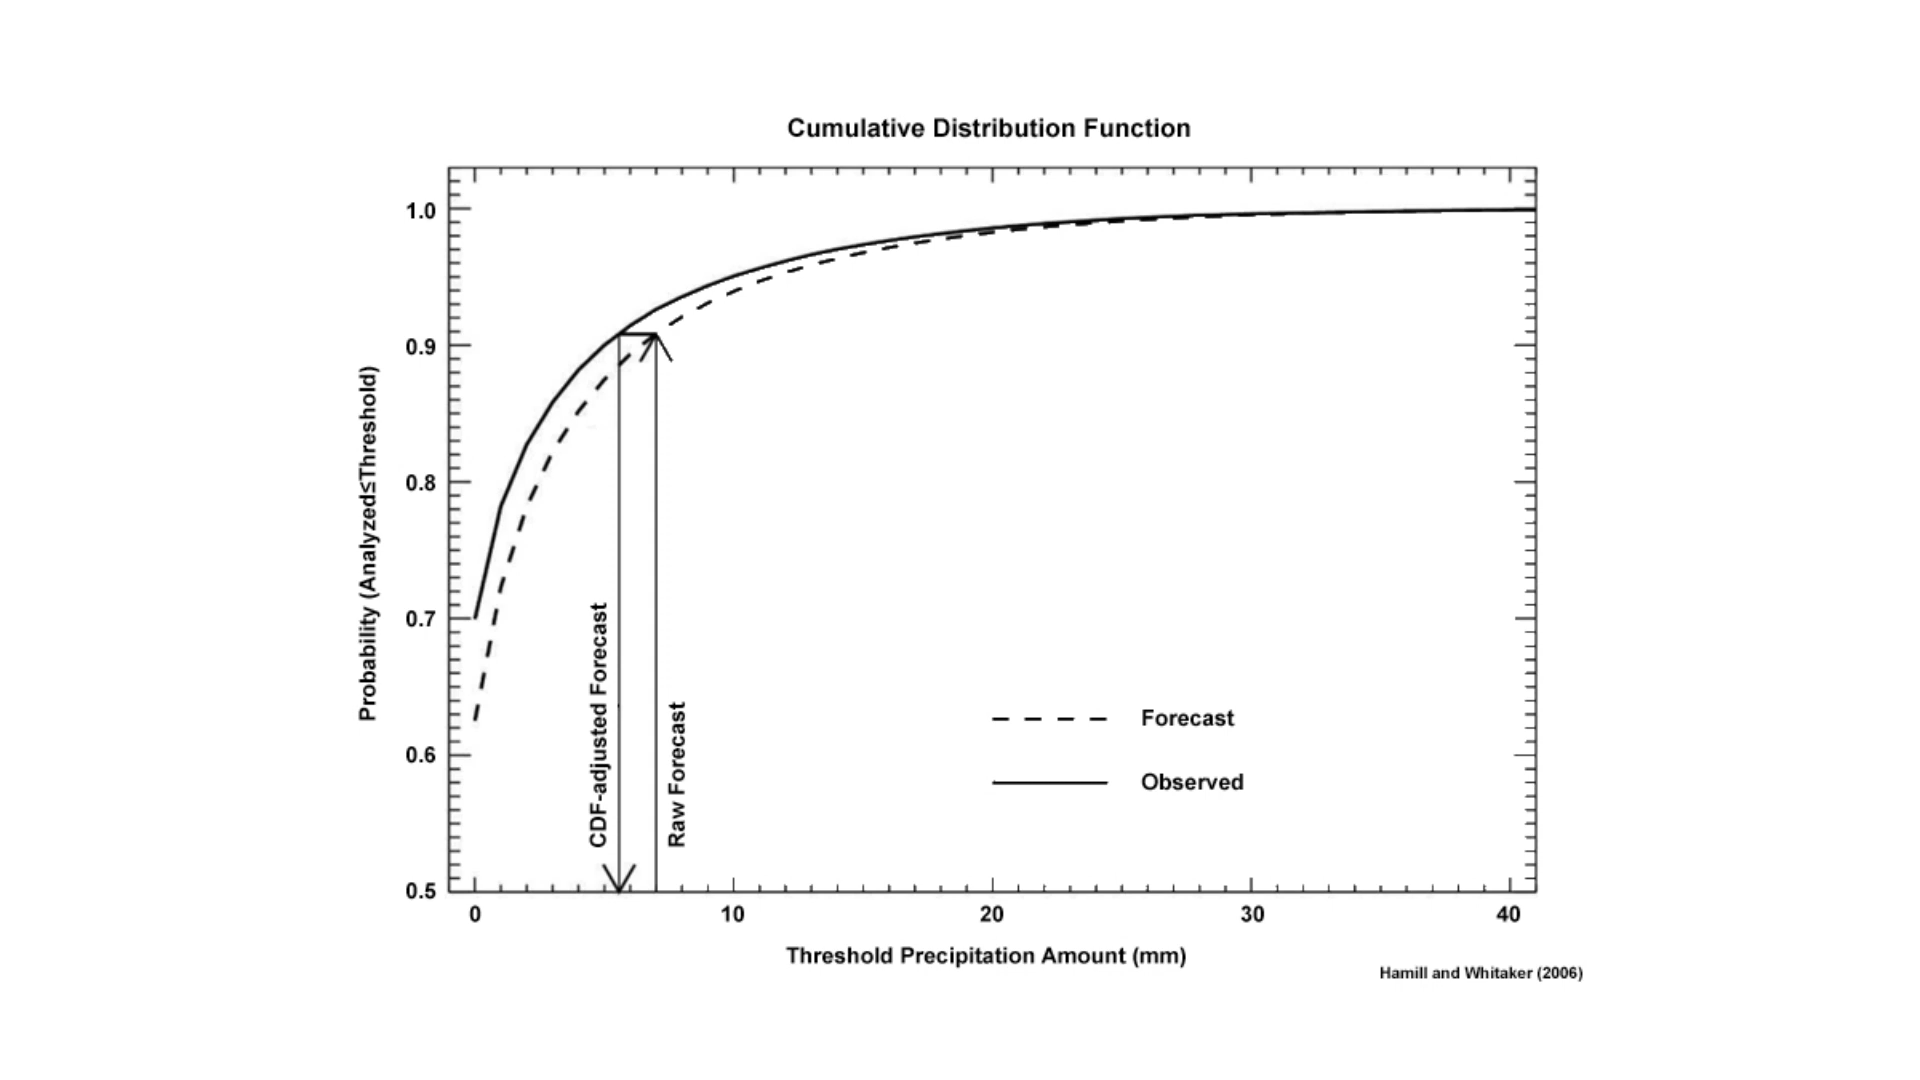 Cumulative Distribution Function
1.0
0.9
0.8
0.7
0.6
0.5
Probability (Analyzed≤Threshold)
CDF-adjusted Forecast
Raw Forecast
Forecast
Observed
0 10 20 30 40
Threshold Precipitation Amount (mm)
Hamill and Whitaker (2006)